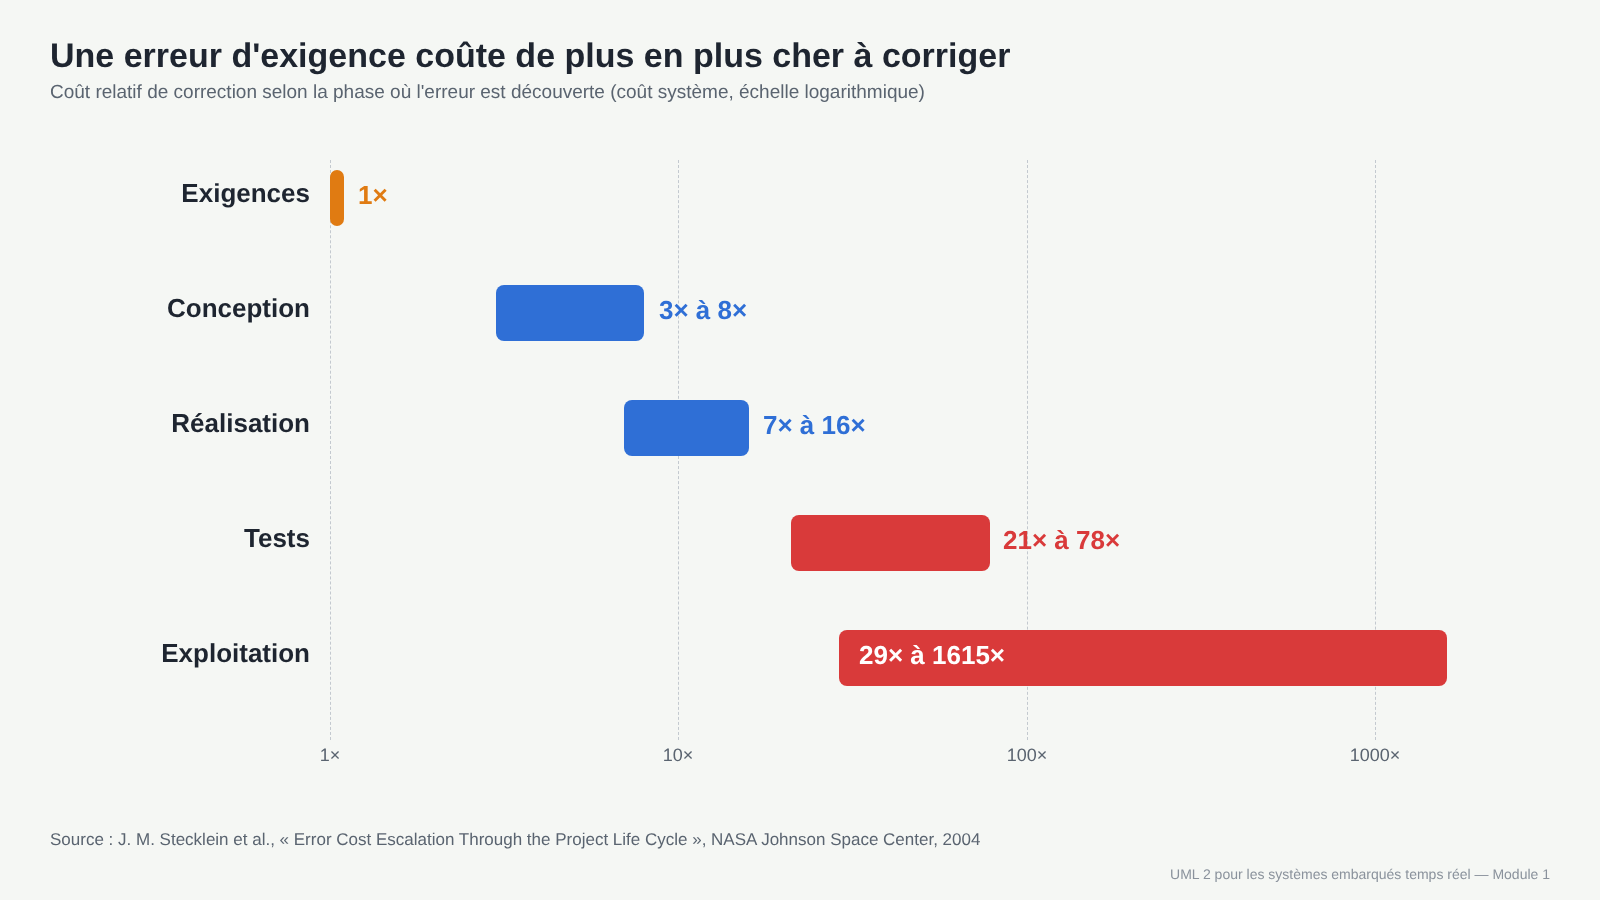 Une erreur d'exigence coûte de plus en plus cher à corriger
Coût relatif de correction selon la phase où l'erreur est découverte (coût système, échelle logarithmique)
Exigences
1×
Conception
3× à 8×
Réalisation
7× à 16×
Tests
21× à 78×
Exploitation
29× à 1615×
1×
10×
100×
1000×
Source : J. M. Stecklein et al., « Error Cost Escalation Through the Project Life Cycle », NASA Johnson Space Center, 2004
UML 2 pour les systèmes embarqués temps réel — Module 1